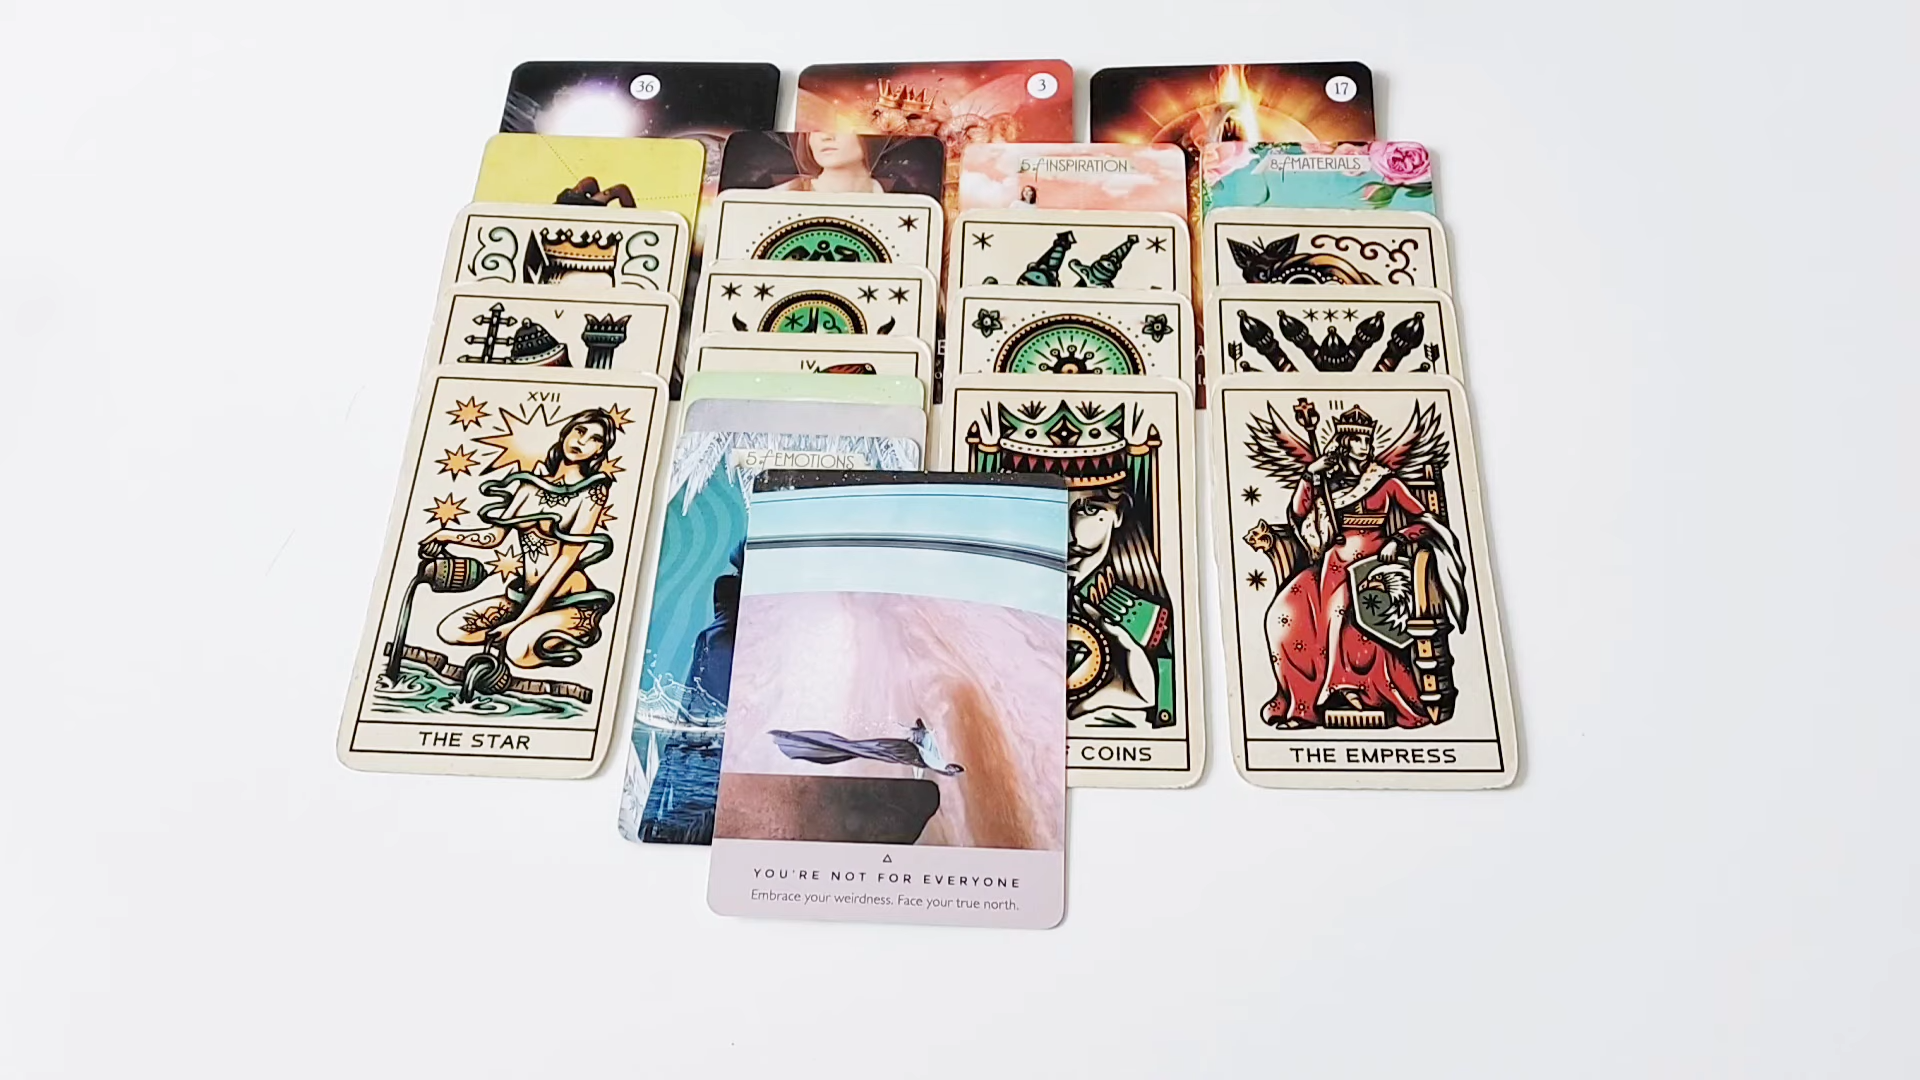 36
3
17
5 of INSPIRATION
8 of MATERIALS
V
IV
XVII
III
5 of EMOTIONS
THE STAR
COINS
THE EMPRESS
YOU'RE NOT FOR EVERYONE
Embrace your weirdness. Face your true north.